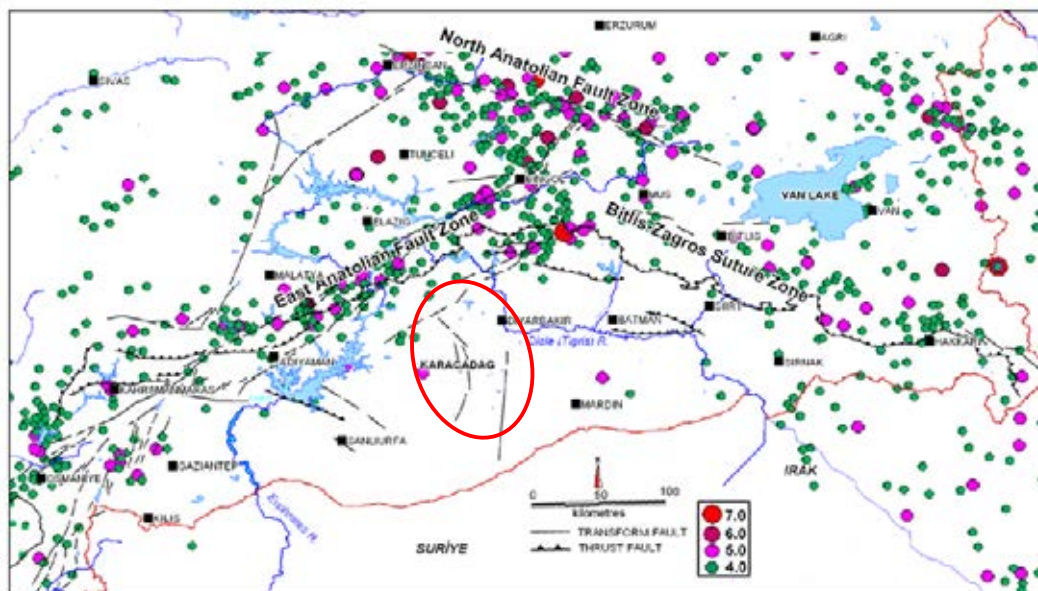 ERZURUM
AGRI
North Anatolian Fault Zone
SIVAS
TUNCELI
MUS
VAN LAKE
VAN
ELAZIG
Bitlis-Zagros Suture Zone
East Anatolian Fault Zone
MALATYA
DIYARBAKIR
BATMAN
SIIRT
Dicle (Tigris) R.
HAKKARI
SIRNAK
ADIYAMAN
KARACADAG
KAHRAMANMARAS
MARDIN
SANLIURFA
GAZIANTEP
OSMANIYE
KILIS
IRAK
SURİYE
0 50 100
kilometres
TRANSFORM FAULT
THRUST FAULT
7.0
6.0
5.0
4.0